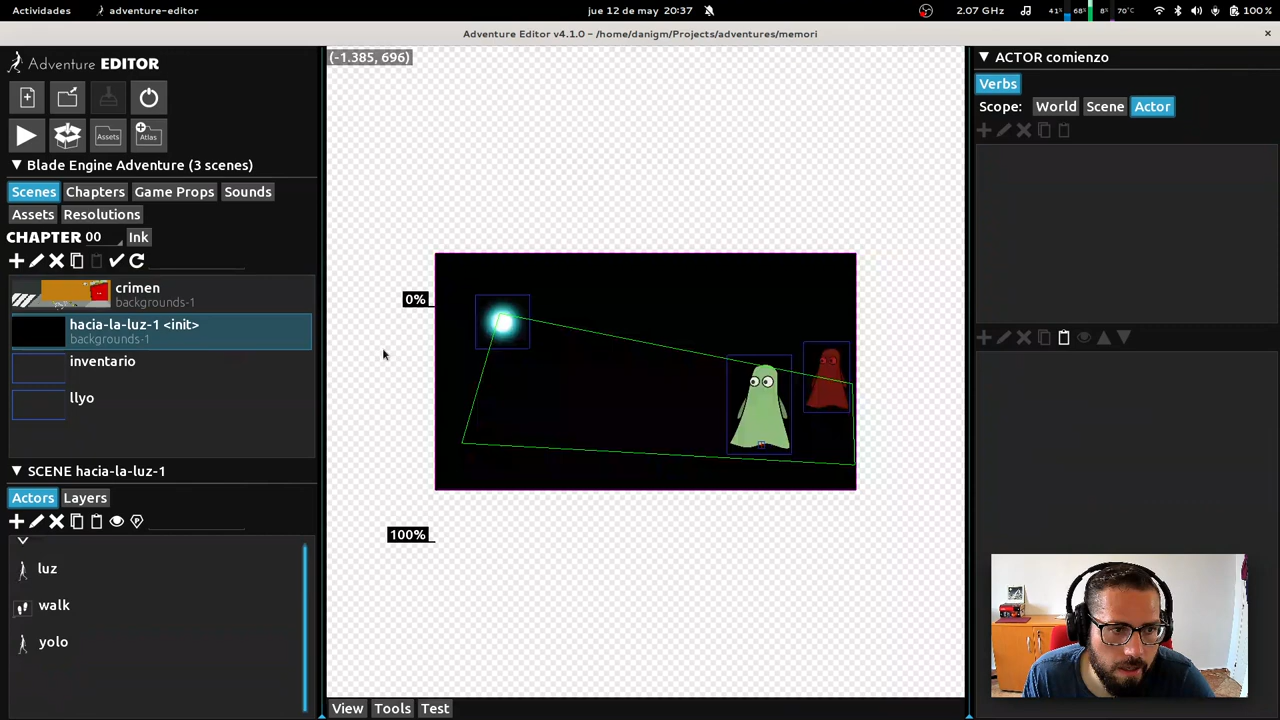 Actividades
adventure-editor
jue 12 de may 20:37
2.07 GHz
41%
68%
8%
70°C
100 %
Adventure Editor v4.1.0 – /home/danigm/Projects/adventures/memori
×
Adventure EDITOR
Assets
Atlas
Blade Engine Adventure (3 scenes)
Scenes
Chapters
Game Props
Sounds
Assets
Resolutions
CHAPTER 00
Ink
crimen
backgrounds-1
hacia-la-luz-1 <init>
backgrounds-1
inventario
llyo
SCENE hacia-la-luz-1
Actors
Layers
luz
walk
yolo
(-1.385, 696)
0%
100%
View
Tools
Test
ACTOR comienzo
Verbs
Scope:
World
Scene
Actor